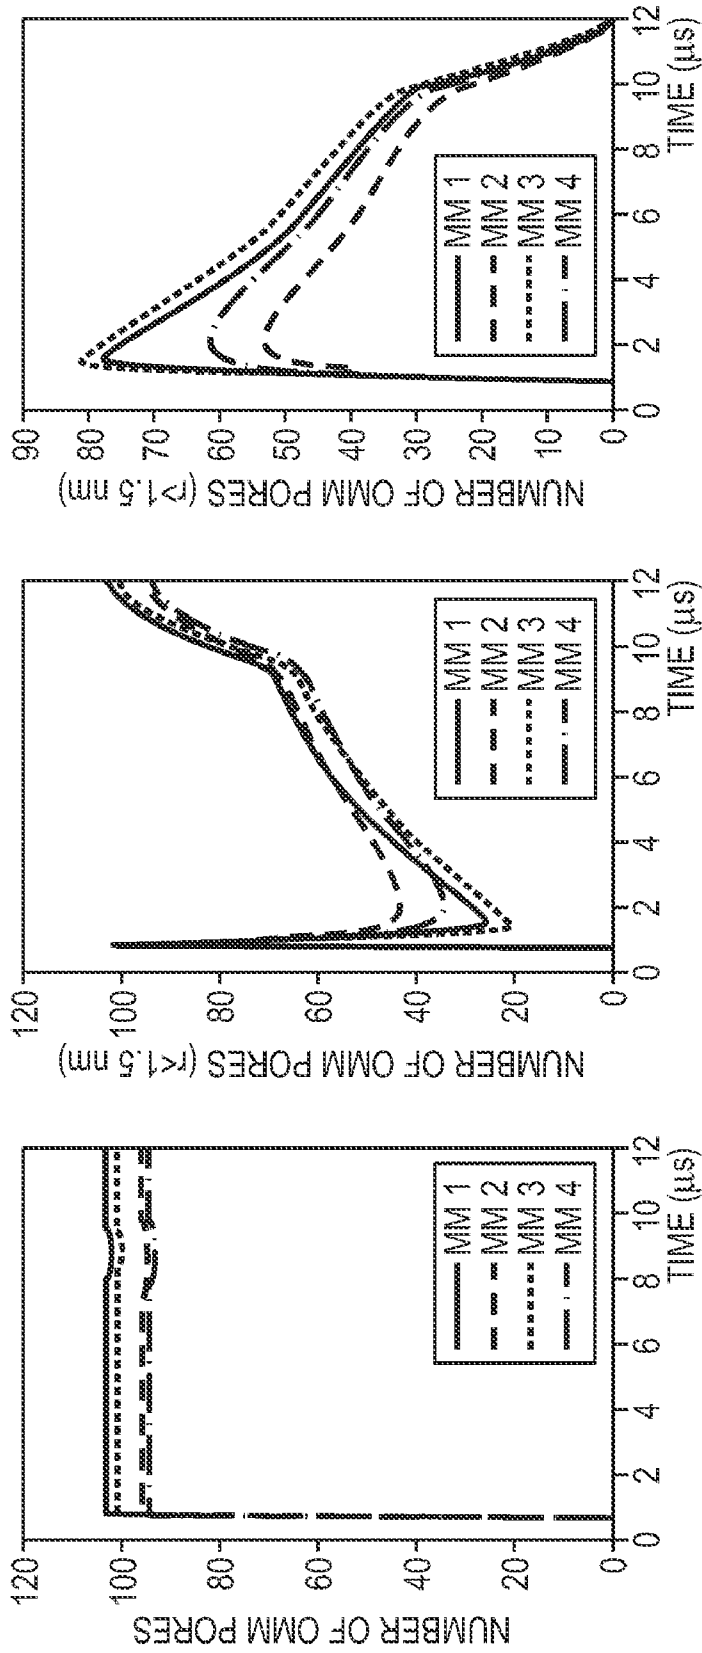 120
100
80
60
40
20
0
NUMBER OF OMM PORES
0 2 4 6 8 10 12
TIME (µs)
MM 1
MM 2
MM 3
MM 4
120
100
80
60
40
20
0
NUMBER OF OMM PORES (r<1.5 nm)
0 2 4 6 8 10 12
TIME (µs)
MM 1
MM 2
MM 3
MM 4
90
80
70
60
50
40
30
20
10
0
NUMBER OF OMM PORES (r>1.5 nm)
0 2 4 6 8 10 12
TIME (µs)
MM 1
MM 2
MM 3
MM 4